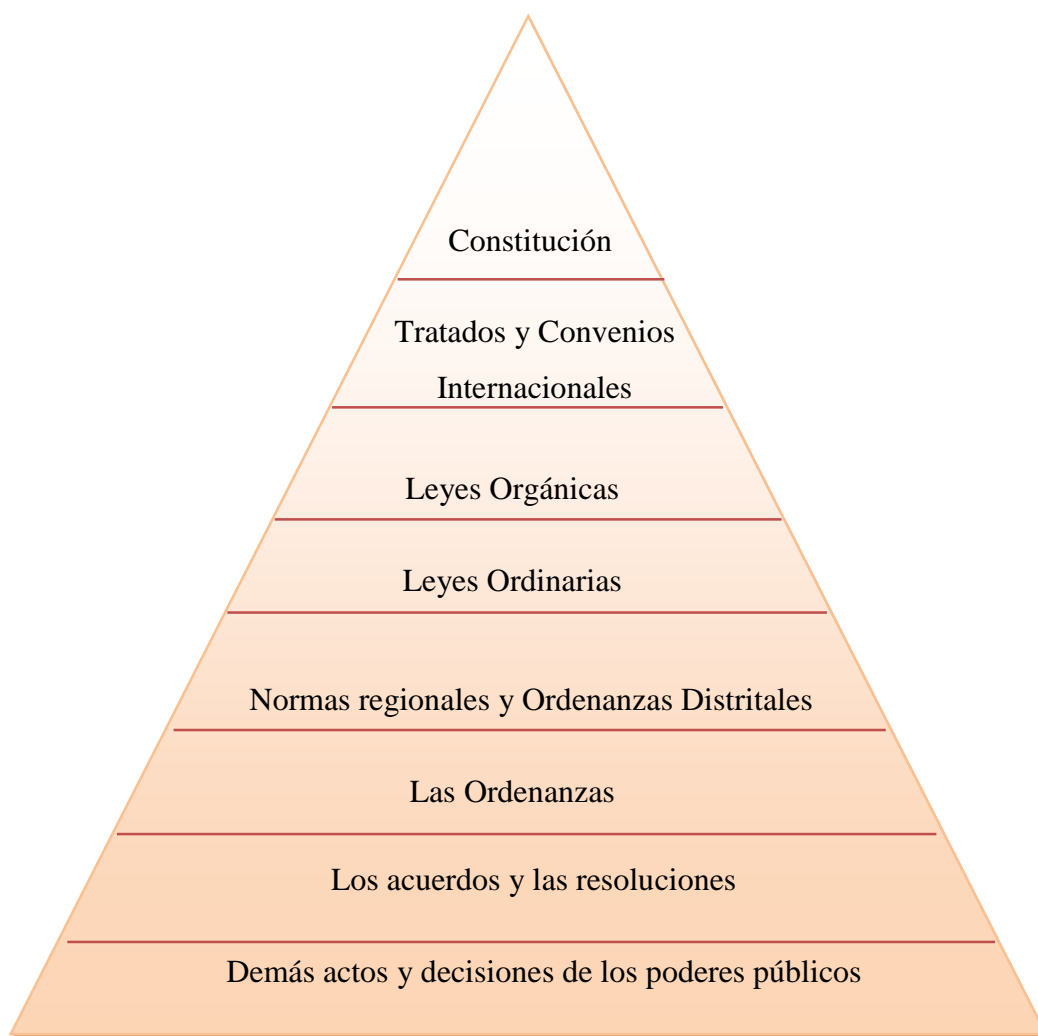 Constitución
Tratados y Convenios
Internacionales
Leyes Orgánicas
Leyes Ordinarias
Normas regionales y Ordenanzas Distritales
Las Ordenanzas
Los acuerdos y las resoluciones
Demás actos y decisiones de los poderes públicos